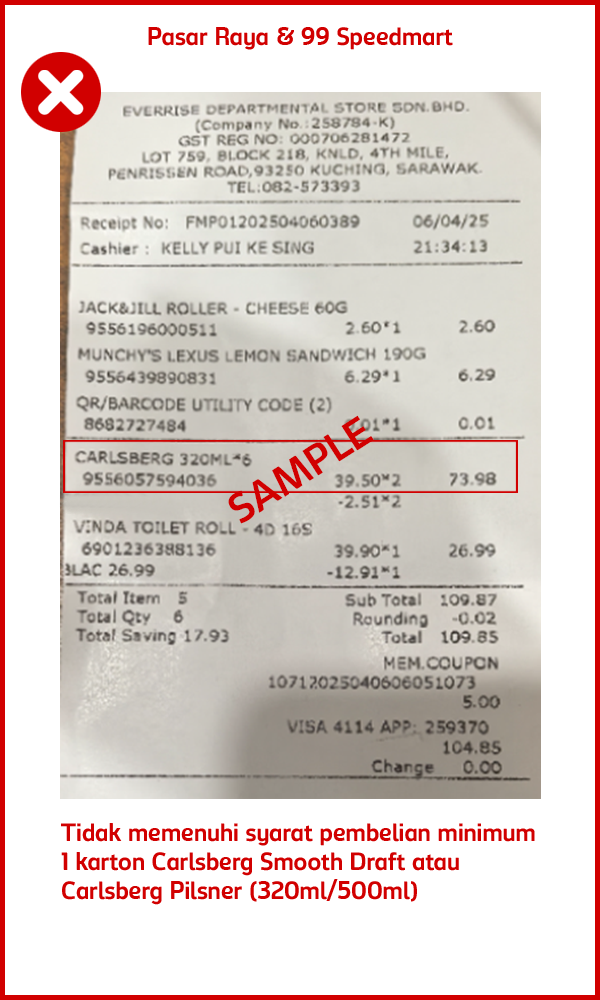 Pasar Raya & 99 Speedmart
EVERRISE DEPARTMENTAL STORE SDN.BHD.
(Company No.:258784-K)
GST REG NO: 000706281472
LOT 759, BLOCK 218, KNLD, 4TH MILE,
PENRISSEN ROAD,93250 KUCHING, SARAWAK.
TEL:082-573393
Receipt No: FMP01202504060389 06/04/25
Cashier : KELLY PUI KE SING 21:34:13
JACK&JILL ROLLER - CHEESE 60G
9556196000511 2.60*1 2.60
MUNCHY'S LEXUS LEMON SANDWICH 190G
9556439890831 6.29*1 6.29
QR/BARCODE UTILITY CODE (2)
8682727484 0.01*1 0.01
CARLSBERG 320ML*6
9556057594036 39.50*2 73.98
-2.51*2
SAMPLE
VINDA TOILET ROLL - 4D 16S
6901236388136 39.90*1 26.99
BLAC 26.99 -12.91*1
Total Item 5 Sub Total 109.87
Total Qty 6 Rounding -0.02
Total Saving 17.93 Total 109.85
MEM.COUPON
10712025040606051073
5.00
VISA 4114 APP: 259370
104.85
Change 0.00
Tidak memenuhi syarat pembelian minimum
1 karton Carlsberg Smooth Draft atau
Carlsberg Pilsner (320ml/500ml)